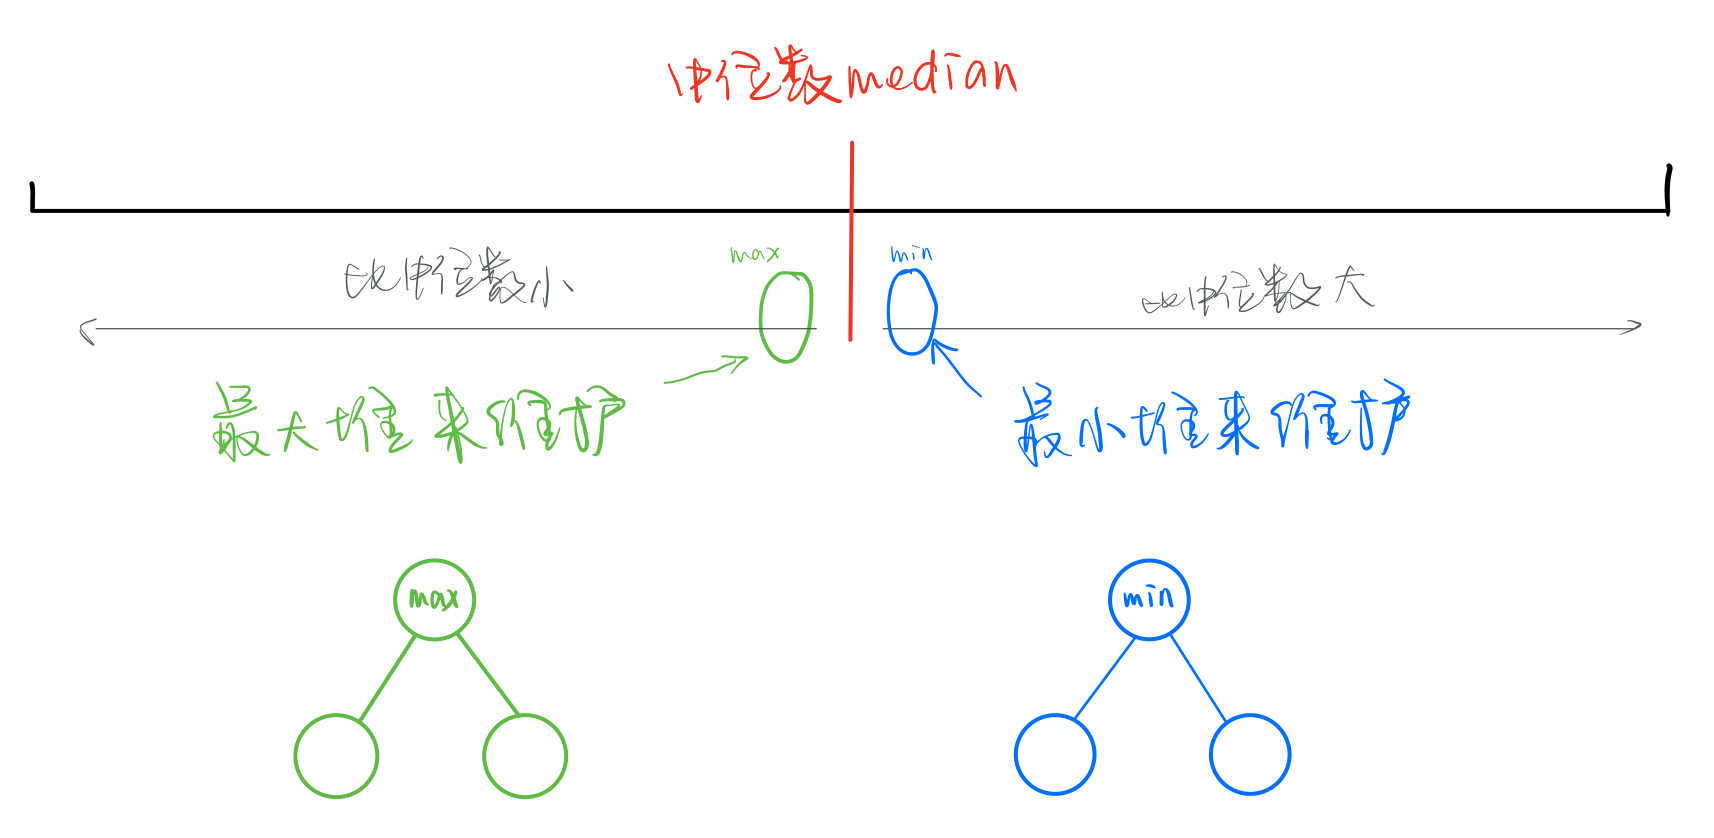 中位数median
max
min
比中位数小
比中位数大
最大堆来维护
最小堆来维护
max
min